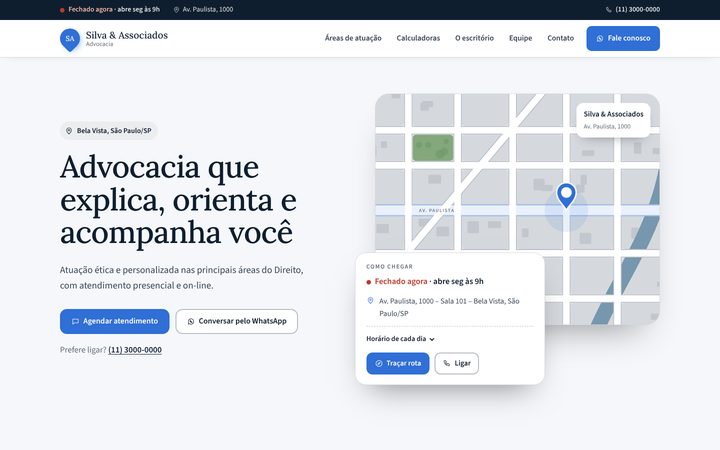 Fechado agora · abre seg às 9h
Av. Paulista, 1000
(11) 3000-0000
SA
Silva & Associados
Advocacia
Áreas de atuação
Calculadoras
O escritório
Equipe
Contato
Fale conosco
Bela Vista, São Paulo/SP
Advocacia que
explica, orienta e
acompanha você
Atuação ética e personalizada nas principais áreas do Direito,
com atendimento presencial e on-line.
Agendar atendimento
Conversar pelo WhatsApp
Prefere ligar? (11) 3000-0000
Silva & Associados
Av. Paulista, 1000
AV. PAULISTA
COMO CHEGAR
Fechado agora · abre seg às 9h
Av. Paulista, 1000 – Sala 101 – Bela Vista, São
Paulo/SP
Horário de cada dia
Traçar rota
Ligar